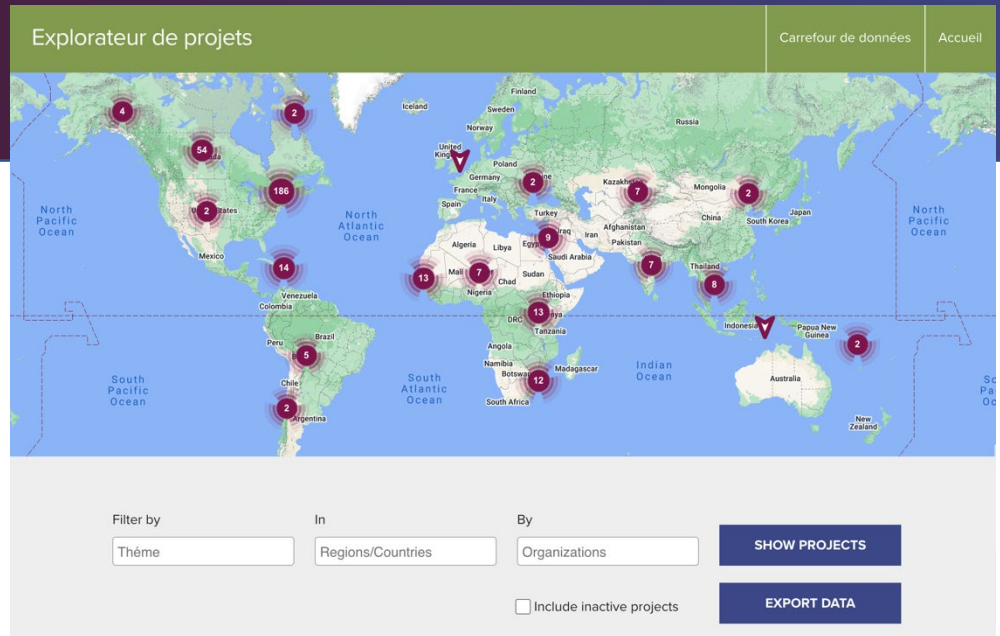 Explorateur de projets
Carrefour de données
Accueil
Finland
Iceland
Sweden
Russia
Norway
4
2
54
United
Poland
Germany
2
186
France
Kazakhstan
7
Mongolia
2
Spain
Italy
2
Turkey
North
Pacific
Ocean
North
Atlantic
Ocean
China
Japan
South Korea
North
Pacific
Ocean
Afghanistan
Iran
Pakistan
9
Algeria
Libya
Saudi Arabia
Mexico
14
13
Mali
7
Chad
Sudan
7
Thailand
8
Nigeria
Ethiopia
Venezuela
Colombia
13
DRC
Tanzania
Indonesia
Papua New
Guinea
2
Brazil
Peru
5
Angola
Namibia
Madagascar
12
Indian
Ocean
Australia
South
Pacific
Ocean
Chile
South
Atlantic
Ocean
South Africa
2
Argentina
New
Zealand
Filter by
In
By
Théme
Regions/Countries
Organizations
SHOW PROJECTS
Include inactive projects
EXPORT DATA